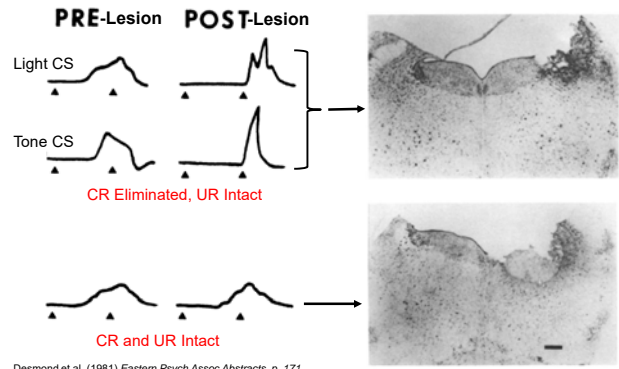 PRE-Lesion POST-Lesion
Light CS
Tone CS
CR Eliminated, UR Intact
CR and UR Intact
Desmond et al. (1981) Eastern Psych Assoc Abstracts, p. 171